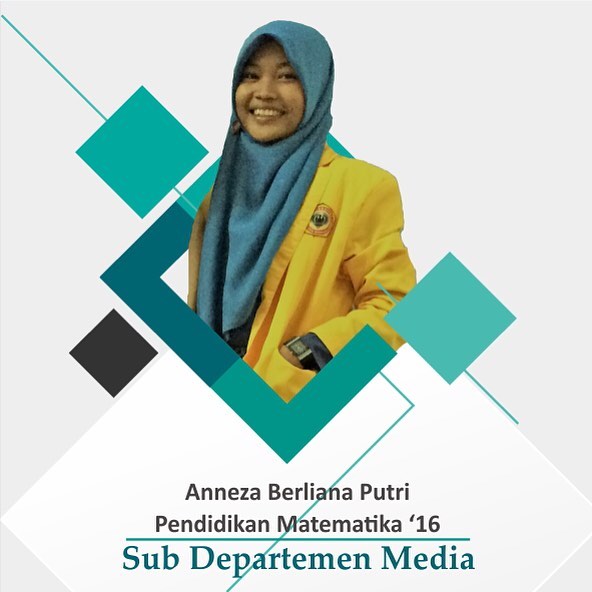 Anneza Berliana Putri
Pendidikan Matematika ‘16
Sub Departemen Media